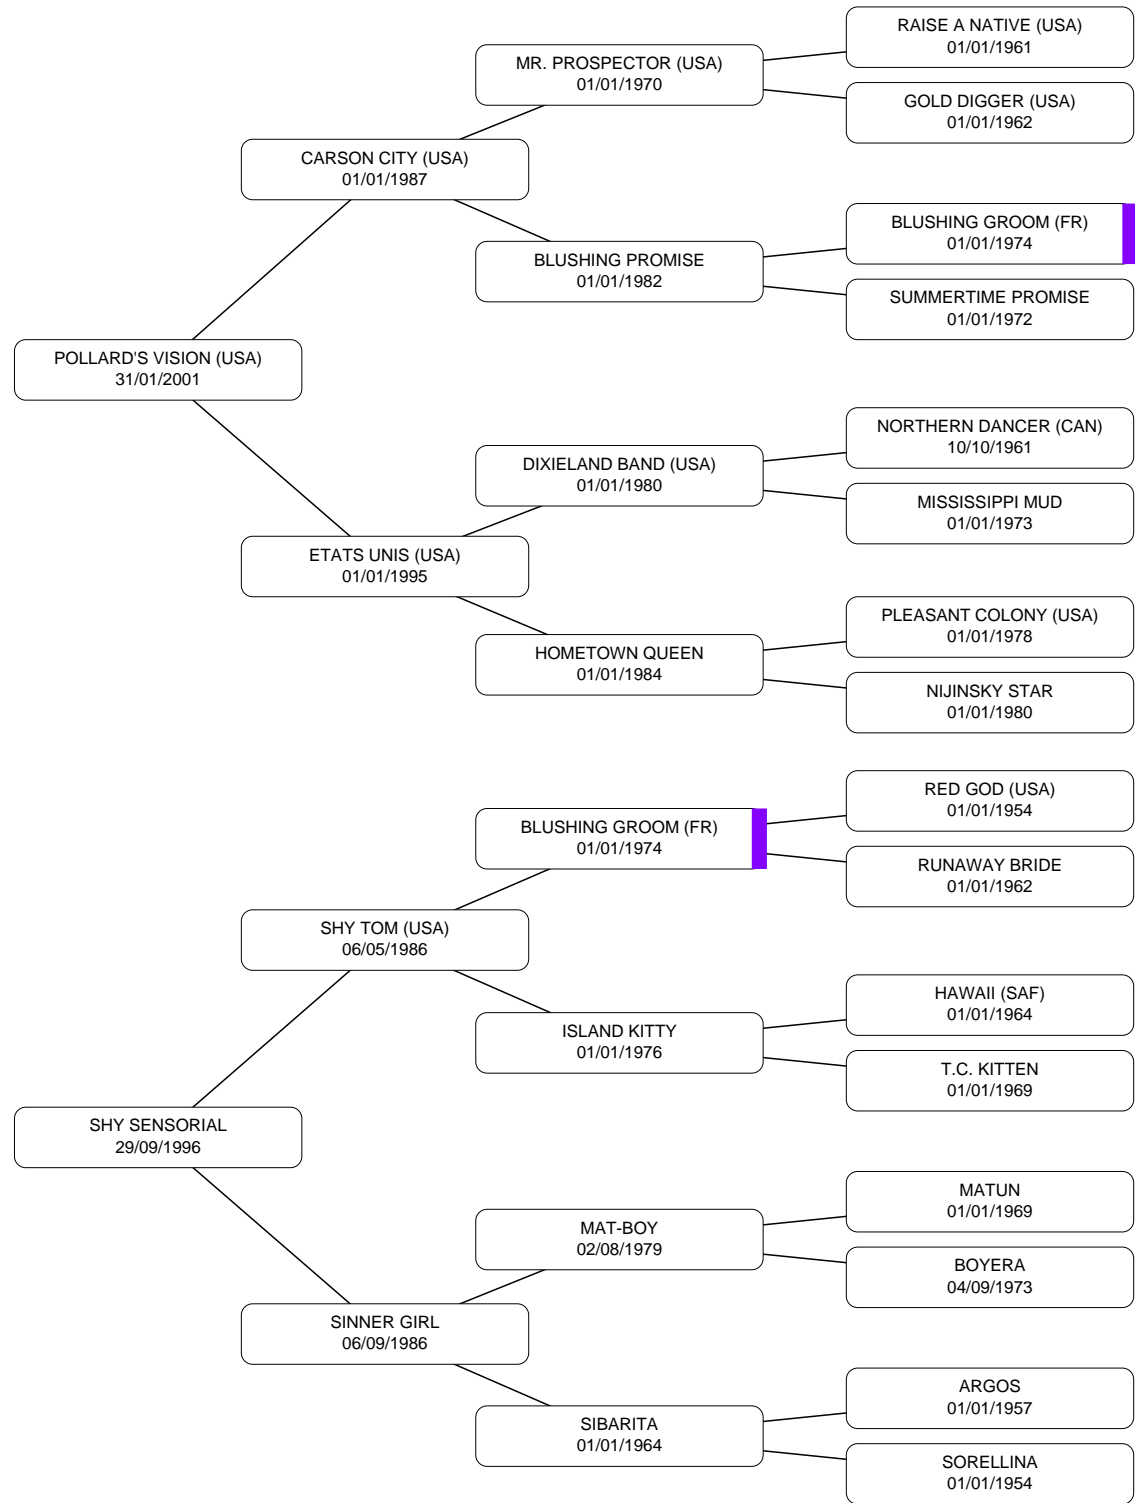 RAISE A NATIVE (USA)
01/01/1961
MR. PROSPECTOR (USA)
01/01/1970
GOLD DIGGER (USA)
01/01/1962
CARSON CITY (USA)
01/01/1987
BLUSHING GROOM (FR)
01/01/1974
BLUSHING PROMISE
01/01/1982
SUMMERTIME PROMISE
01/01/1972
POLLARD'S VISION (USA)
31/01/2001
NORTHERN DANCER (CAN)
10/10/1961
DIXIELAND BAND (USA)
01/01/1980
MISSISSIPPI MUD
01/01/1973
ETATS UNIS (USA)
01/01/1995
PLEASANT COLONY (USA)
01/01/1978
HOMETOWN QUEEN
01/01/1984
NIJINSKY STAR
01/01/1980
RED GOD (USA)
01/01/1954
BLUSHING GROOM (FR)
01/01/1974
RUNAWAY BRIDE
01/01/1962
SHY TOM (USA)
06/05/1986
HAWAII (SAF)
01/01/1964
ISLAND KITTY
01/01/1976
T.C. KITTEN
01/01/1969
SHY SENSORIAL
29/09/1996
MATUN
01/01/1969
MAT-BOY
02/08/1979
BOYERA
04/09/1973
SINNER GIRL
06/09/1986
ARGOS
01/01/1957
SIBARITA
01/01/1964
SORELLINA
01/01/1954